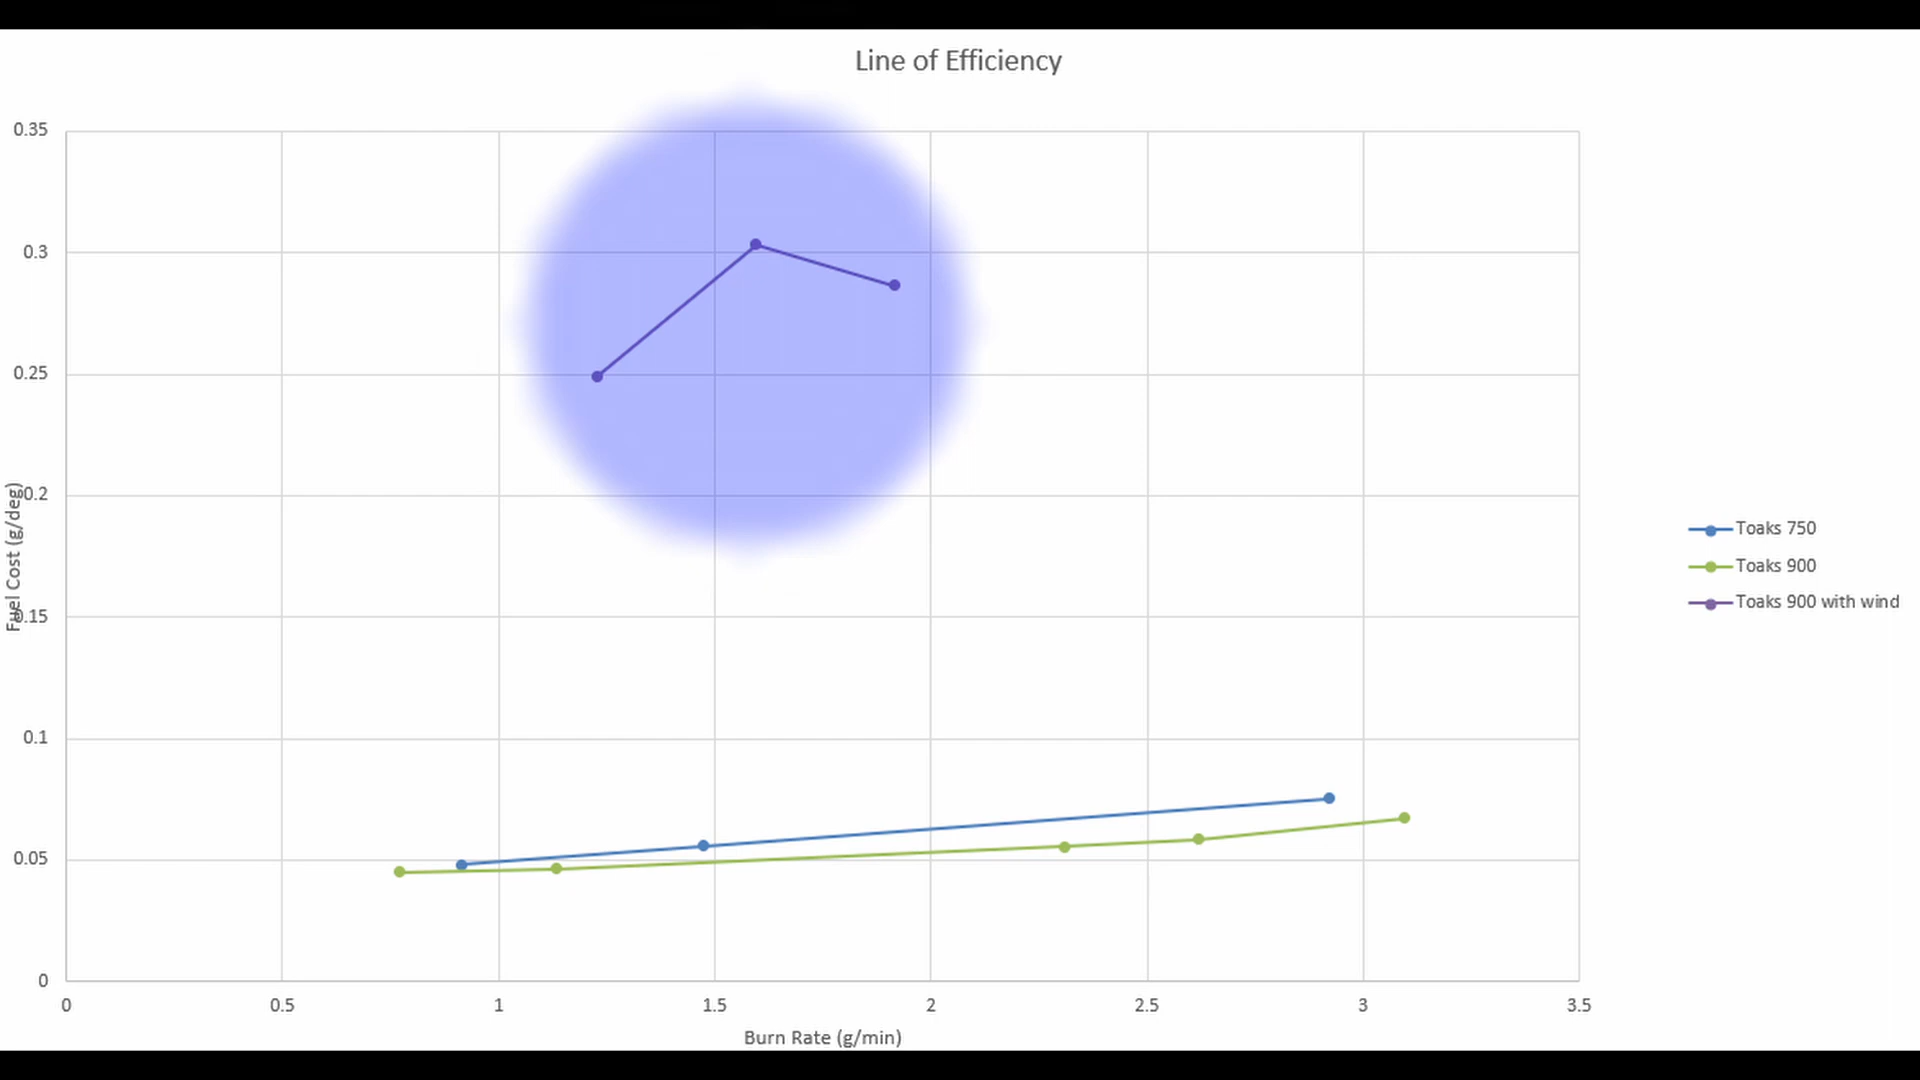 Line of Efficiency
0.35
0.3
0.25
0.2
0.15
0.1
0.05
0
Fuel Cost (g/deg)
0 0.5 1 1.5 2 2.5 3 3.5
Burn Rate (g/min)
Toaks 750
Toaks 900
Toaks 900 with wind